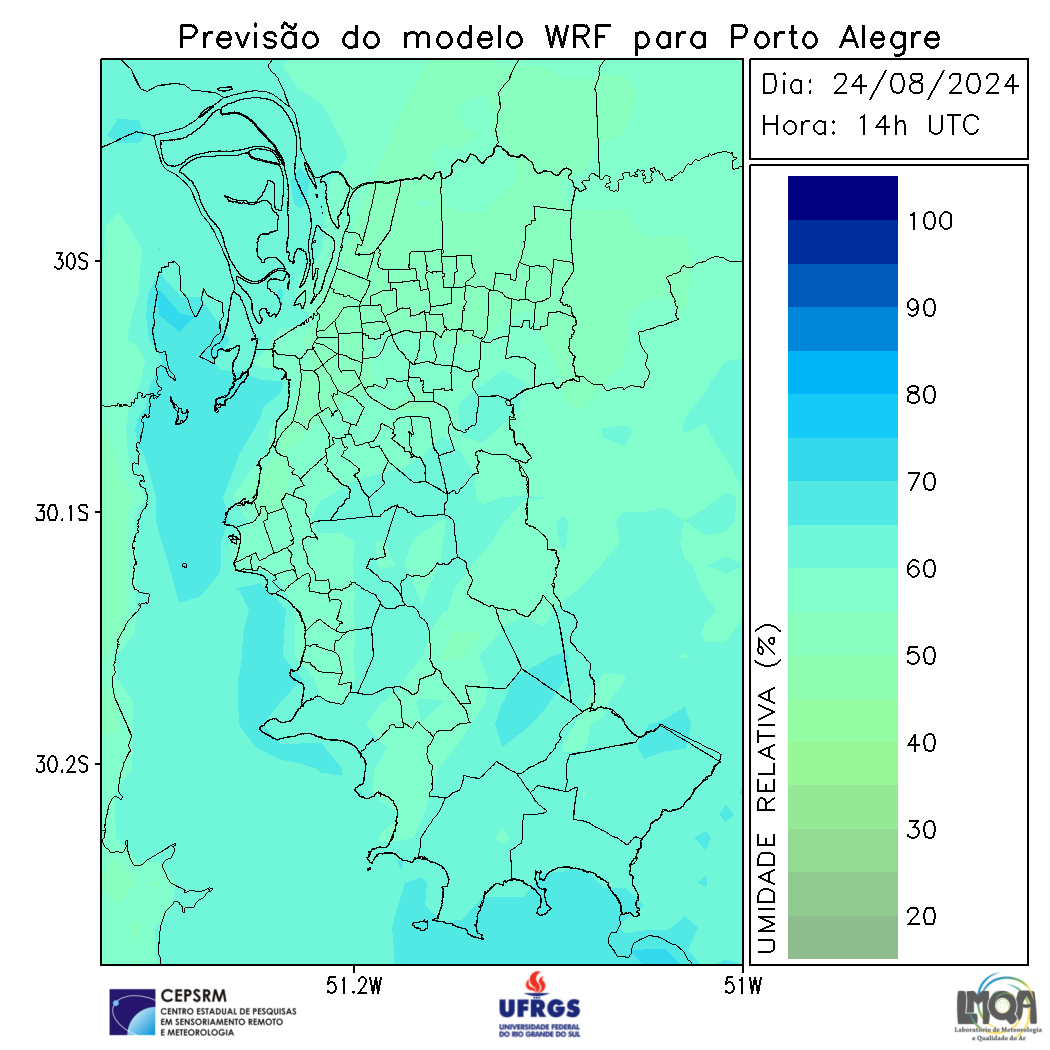 Previsão do modelo WRF para Porto Alegre
Dia: 24/08/2024
Hora: 14h UTC
30S
30.1S
30.2S
51.2W
51W
UMIDADE RELATIVA (%)
100
90
80
70
60
50
40
30
20
CEPSRM
CENTRO ESTADUAL DE PESQUISAS
EM SENSORIAMENTO REMOTO
E METEOROLOGIA
UFRGS
UNIVERSIDADE FEDERAL
DO RIO GRANDE DO SUL
LMQA
Laboratório de Meteorologia
e Qualidade do Ar